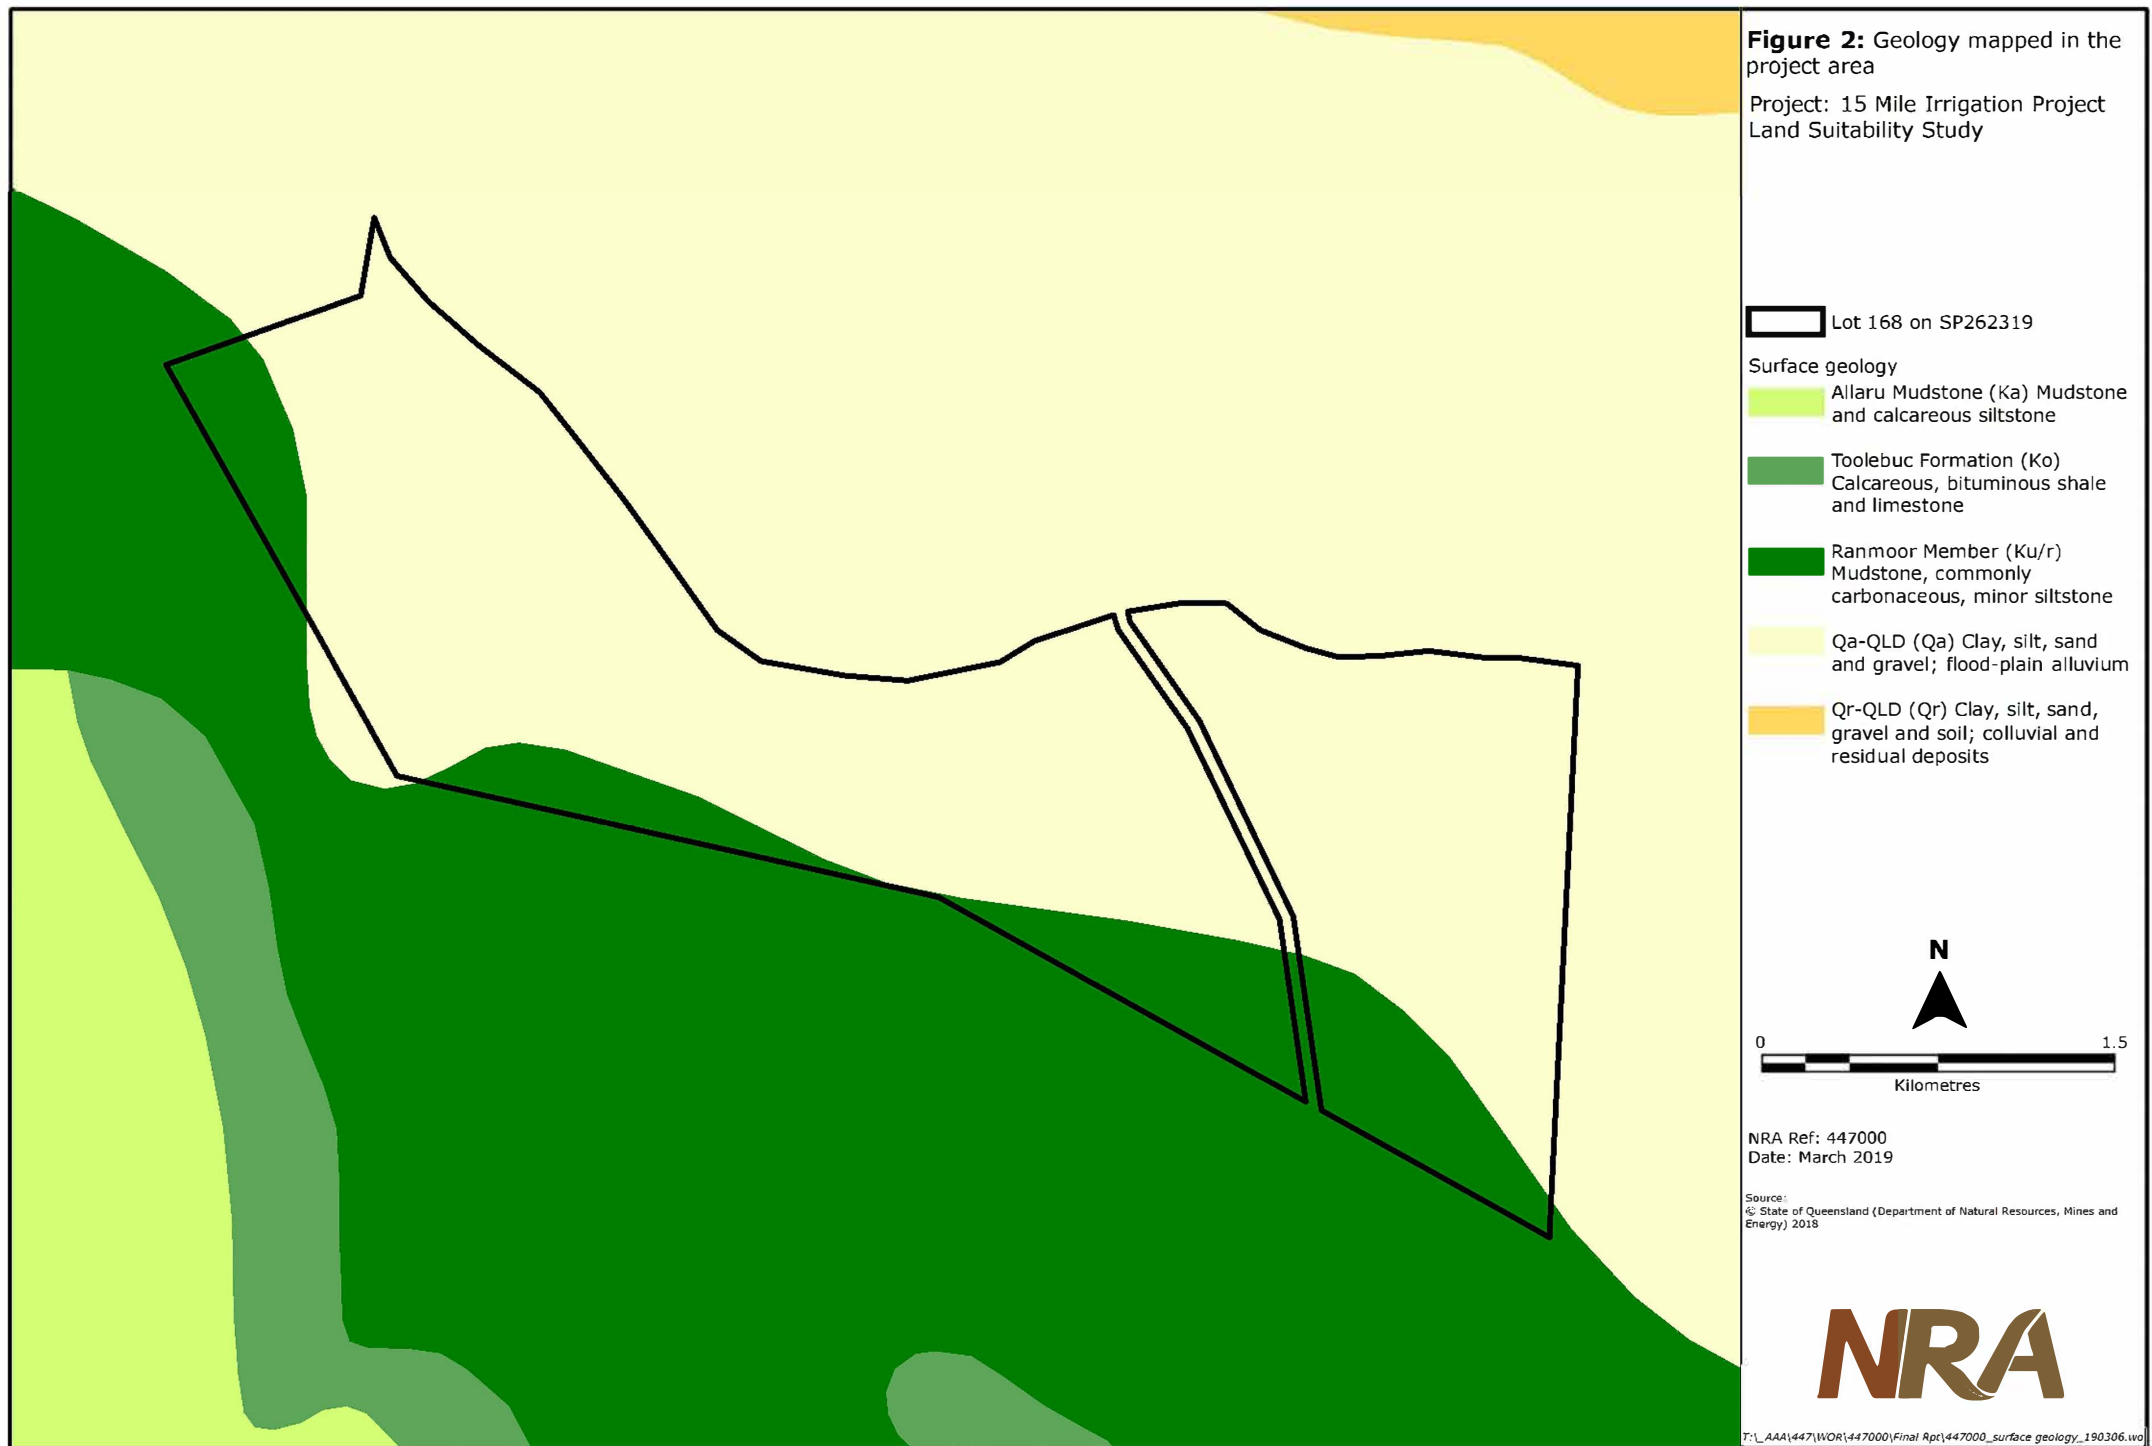 Figure 2: Geology mapped in the
project area
Project: 15 Mile Irrigation Project
Land Suitability Study
Lot 168 on SP262319
Surface geology
Allaru Mudstone (Ka) Mudstone
and calcareous siltstone
Toolebuc Formation (Ko)
Calcareous, bituminous shale
and limestone
Ranmoor Member (Ku/r)
Mudstone, commonly
carbonaceous, minor siltstone
Qa-QLD (Qa) Clay, silt, sand
and gravel; flood-plain alluvium
Qr-QLD (Qr) Clay, silt, sand,
gravel and soil; colluvial and
residual deposits
N
0 1.5
Kilometres
NRA Ref: 447000
Date: March 2019
Source:
© State of Queensland (Department of Natural Resources, Mines and
Energy) 2018
NRA
T:\_AAA\447\WOR\447000\Final Rpt\447000_surface geology_190306.wo